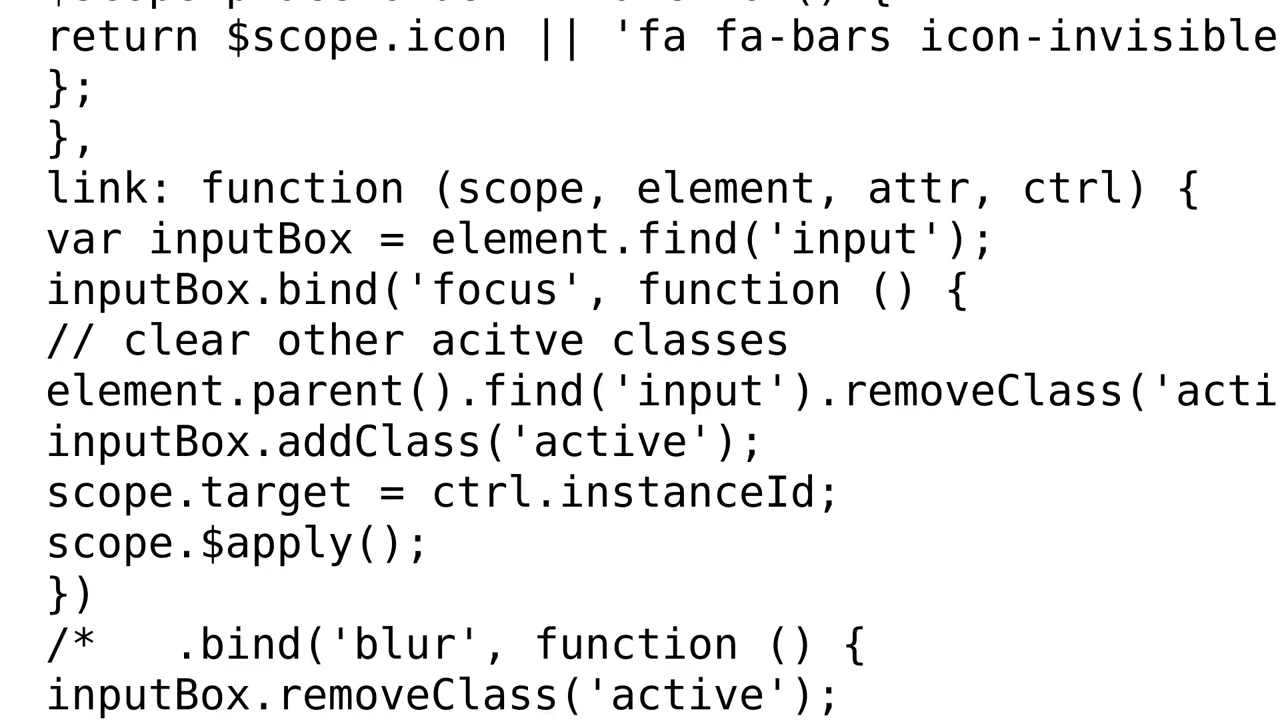 return $scope.icon || 'fa fa-bars icon-invisible
};
},
link: function (scope, element, attr, ctrl) {
var inputBox = element.find('input');
inputBox.bind('focus', function () {
// clear other acitve classes
element.parent().find('input').removeClass('acti
inputBox.addClass('active');
scope.target = ctrl.instanceId;
scope.$apply();
})
/*   .bind('blur', function () {
inputBox.removeClass('active');